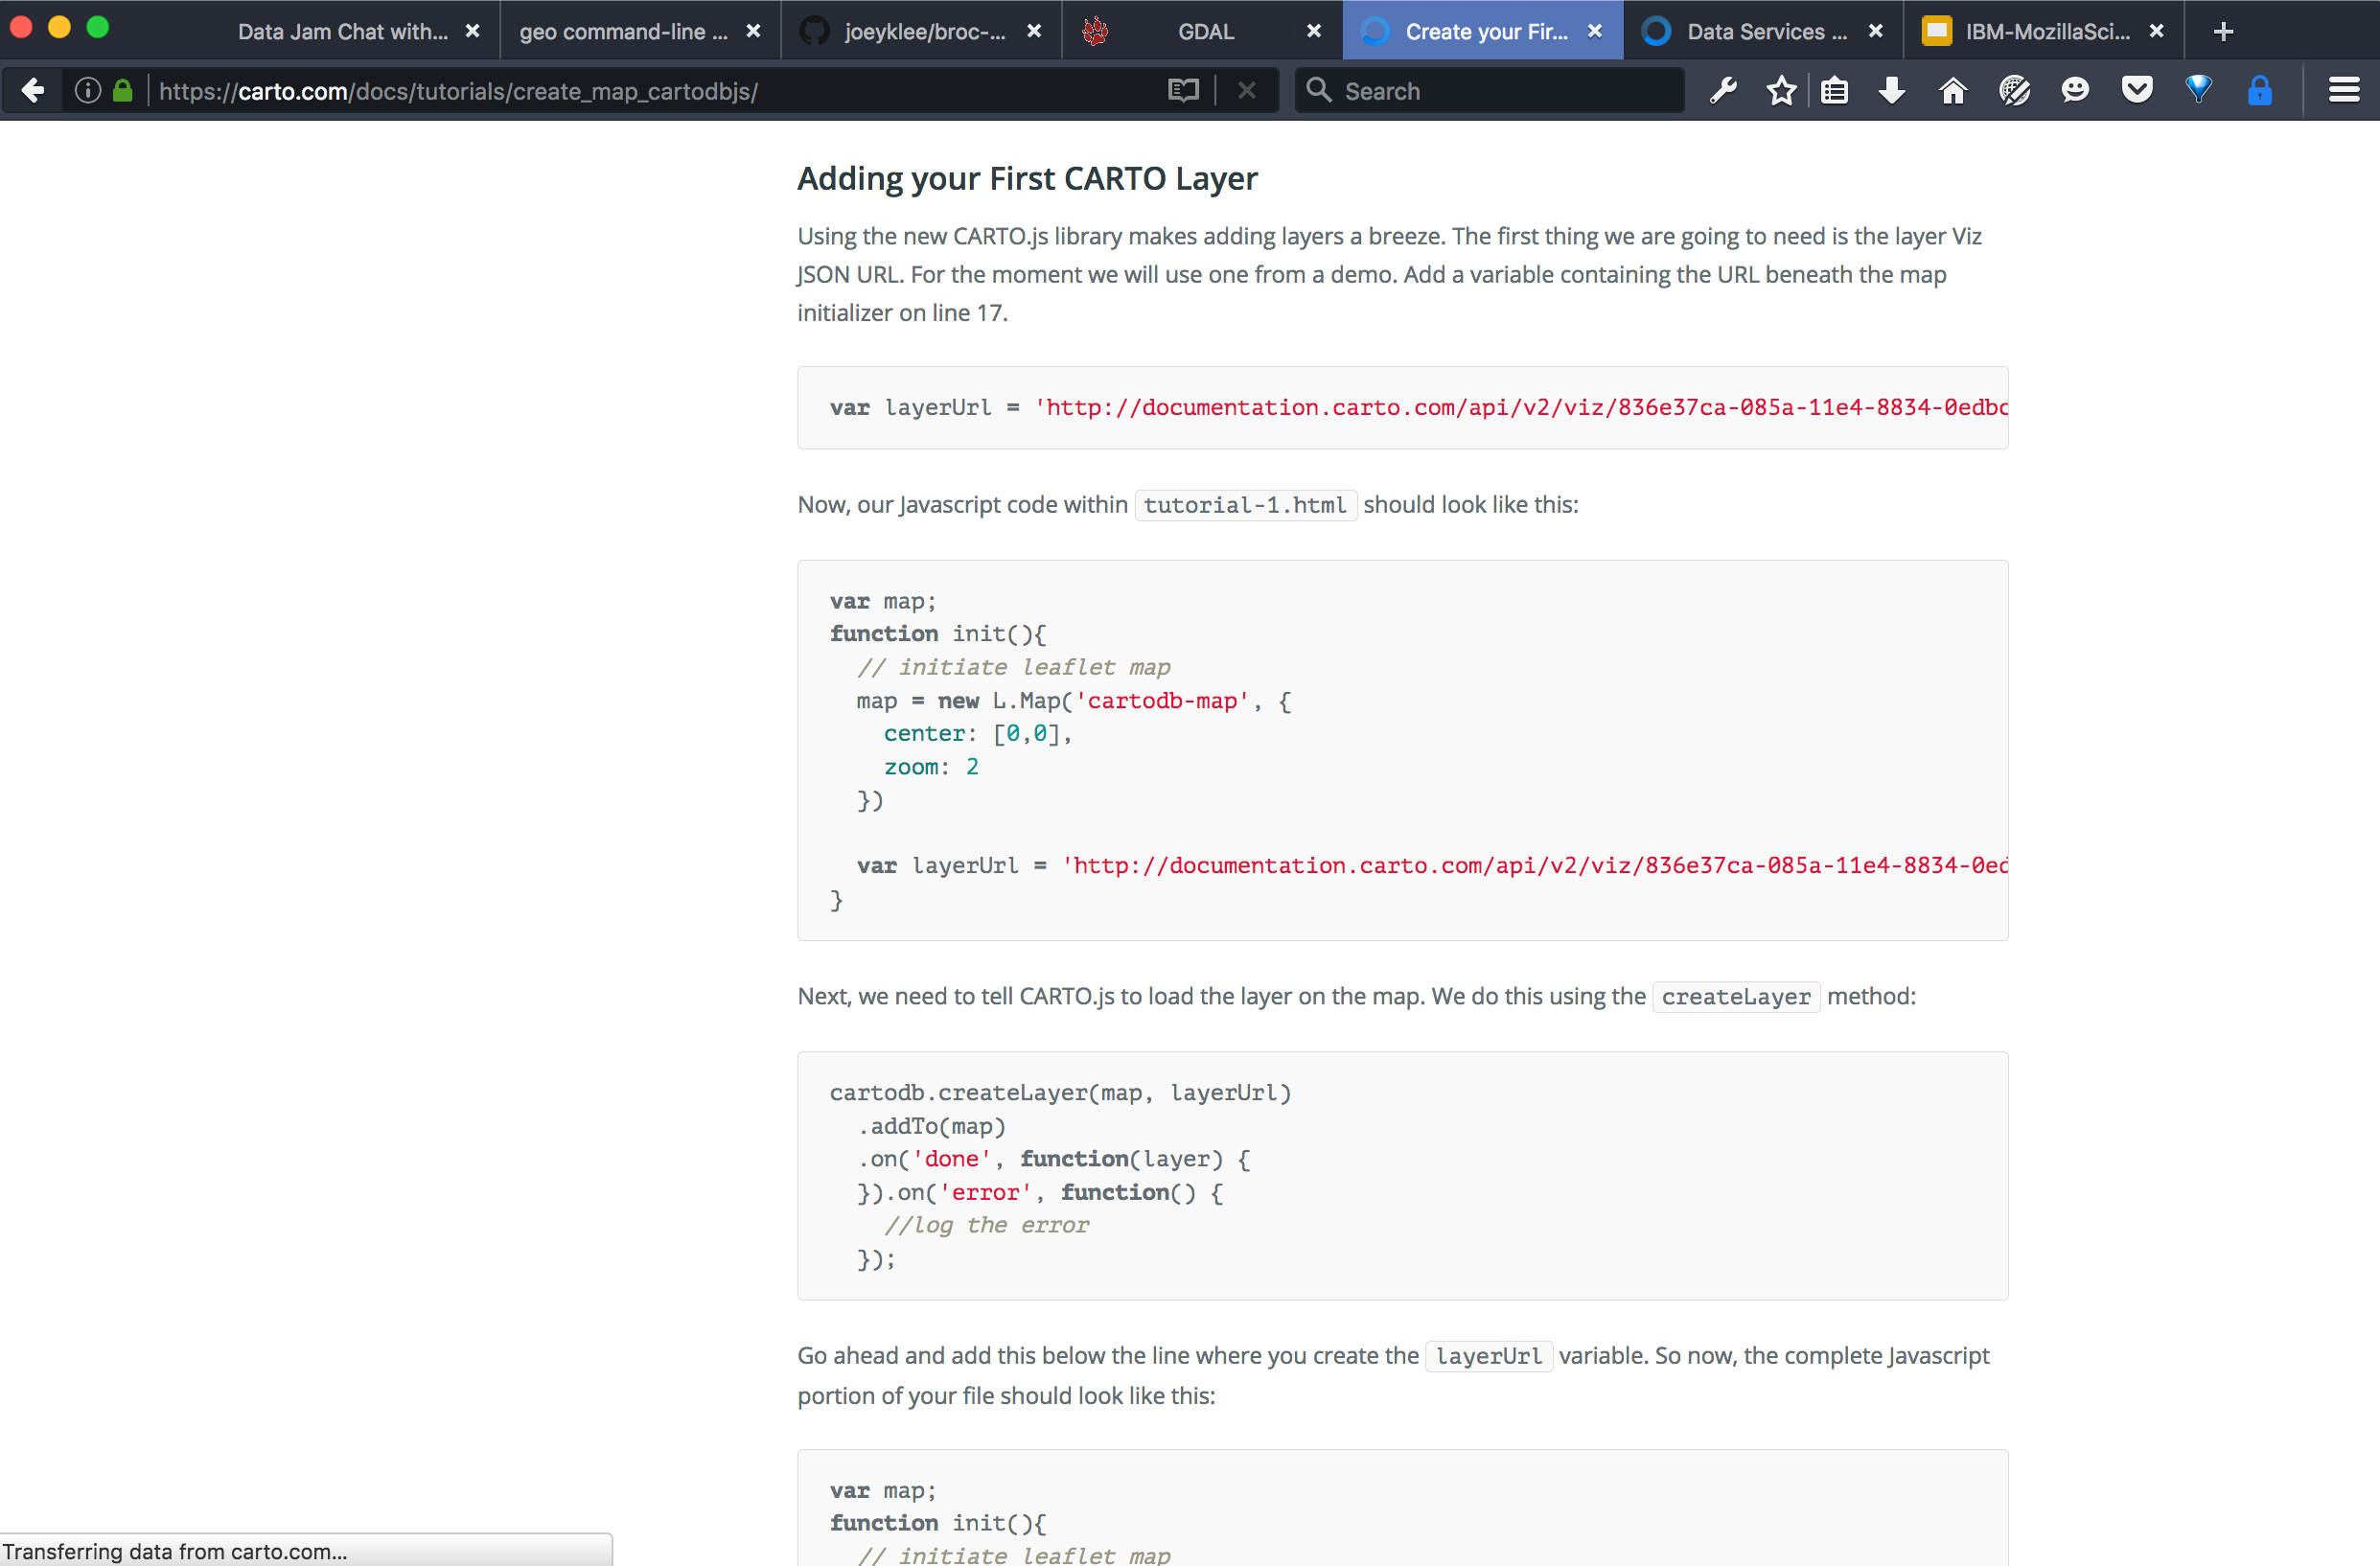 Data Jam Chat with...
geo command-line ...
joeyklee/broc-...
GDAL
Create your Fir...
Data Services ...
IBM-MozillaSci...
https://carto.com/docs/tutorials/create_map_cartodbjs/
Search
Adding your First CARTO Layer
Using the new CARTO.js library makes adding layers a breeze. The first thing we are going to need is the layer Viz
JSON URL. For the moment we will use one from a demo. Add a variable containing the URL beneath the map
initializer on line 17.
var layerUrl = 'http://documentation.carto.com/api/v2/viz/836e37ca-085a-11e4-8834-0edbc
Now, our Javascript code within tutorial-1.html should look like this:
var map;
function init(){
// initiate leaflet map
map = new L.Map('cartodb-map', {
center: [0,0],
zoom: 2
})
var layerUrl = 'http://documentation.carto.com/api/v2/viz/836e37ca-085a-11e4-8834-0ed
}
Next, we need to tell CARTO.js to load the layer on the map. We do this using the createLayer method:
cartodb.createLayer(map, layerUrl)
.addTo(map)
.on('done', function(layer) {
}).on('error', function() {
//log the error
});
Go ahead and add this below the line where you create the layerUrl variable. So now, the complete Javascript
portion of your file should look like this:
var map;
function init(){
// initiate leaflet map
Transferring data from carto.com...